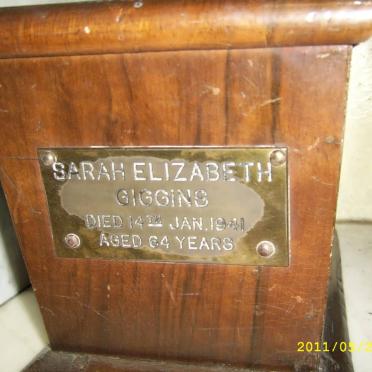 SARAH ELIZABETH
GIGGINS
DIED 14TH JAN. 1941
AGED 64 YEARS